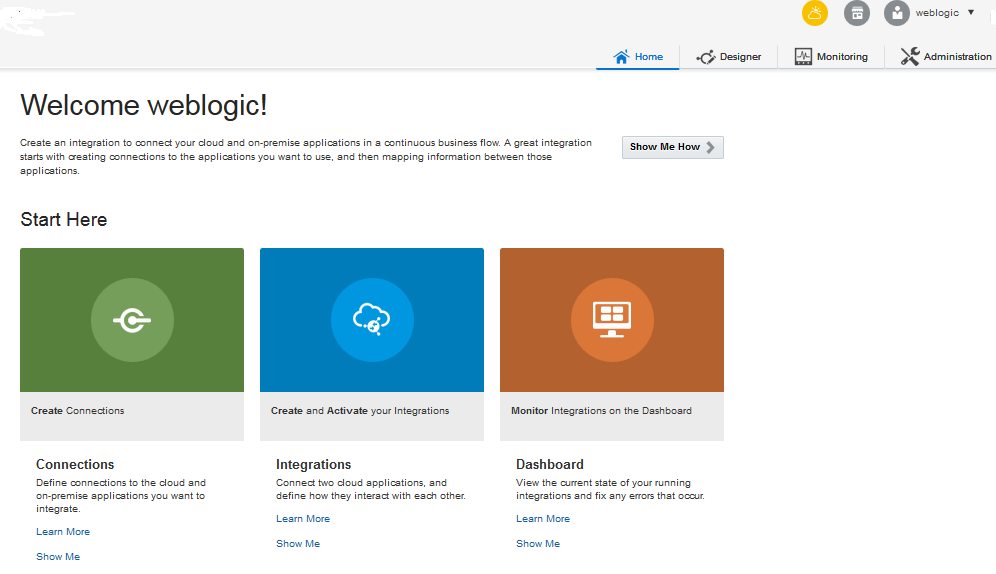 weblogic
Home
Designer
Monitoring
Administration
Welcome weblogic!
Create an integration to connect your cloud and on-premise applications in a continuous business flow. A great integration
starts with creating connections to the applications you want to use, and then mapping information between those
applications.
Show Me How
Start Here
Create Connections
Create and Activate your Integrations
Monitor Integrations on the Dashboard
Connections
Define connections to the cloud and
on-premise applications you want to
integrate.
Learn More
Show Me
Integrations
Connect two cloud applications, and
define how they interact with each other.
Learn More
Show Me
Dashboard
View the current state of your running
integrations and fix any errors that occur.
Learn More
Show Me